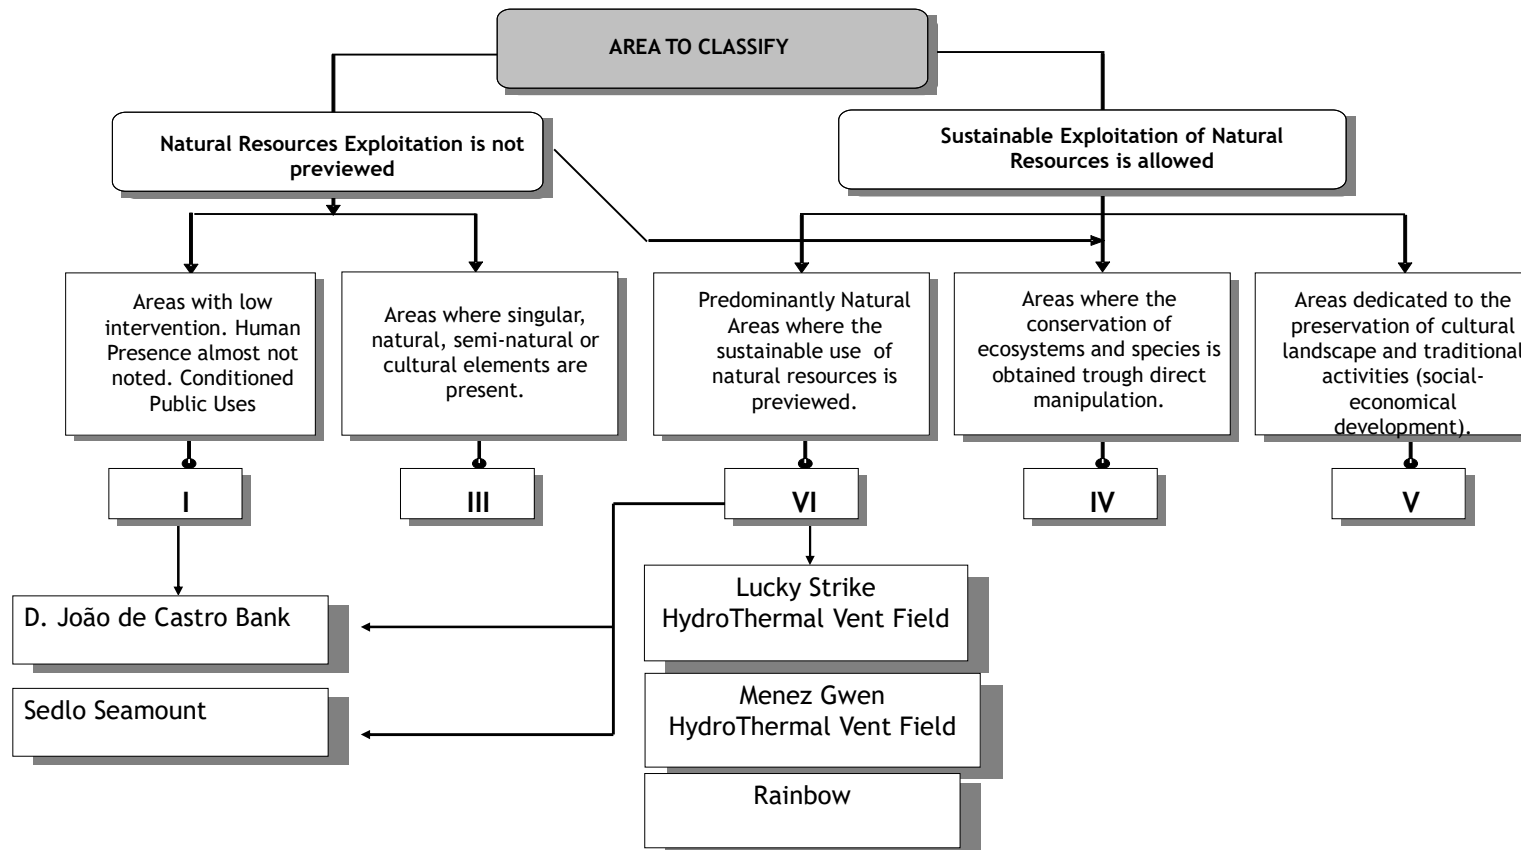 AREA TO CLASSIFY
Natural Resources Exploitation is not
previewed
Sustainable Exploitation of Natural
Resources is allowed
Areas with low
intervention. Human
Presence almost not
noted. Conditioned
Public Uses
Areas where singular,
natural, semi-natural or
cultural elements are
present.
Predominantly Natural
Areas where the
sustainable use of
natural resources is
previewed.
Areas where the
conservation of
ecosystems and species is
obtained trough direct
manipulation.
Areas dedicated to the
preservation of cultural
landscape and traditional
activities (social-
economical
development).
I
III
VI
IV
V
D. João de Castro Bank
Sedlo Seamount
Lucky Strike
HydroThermal Vent Field
Menez Gwen
HydroThermal Vent Field
Rainbow